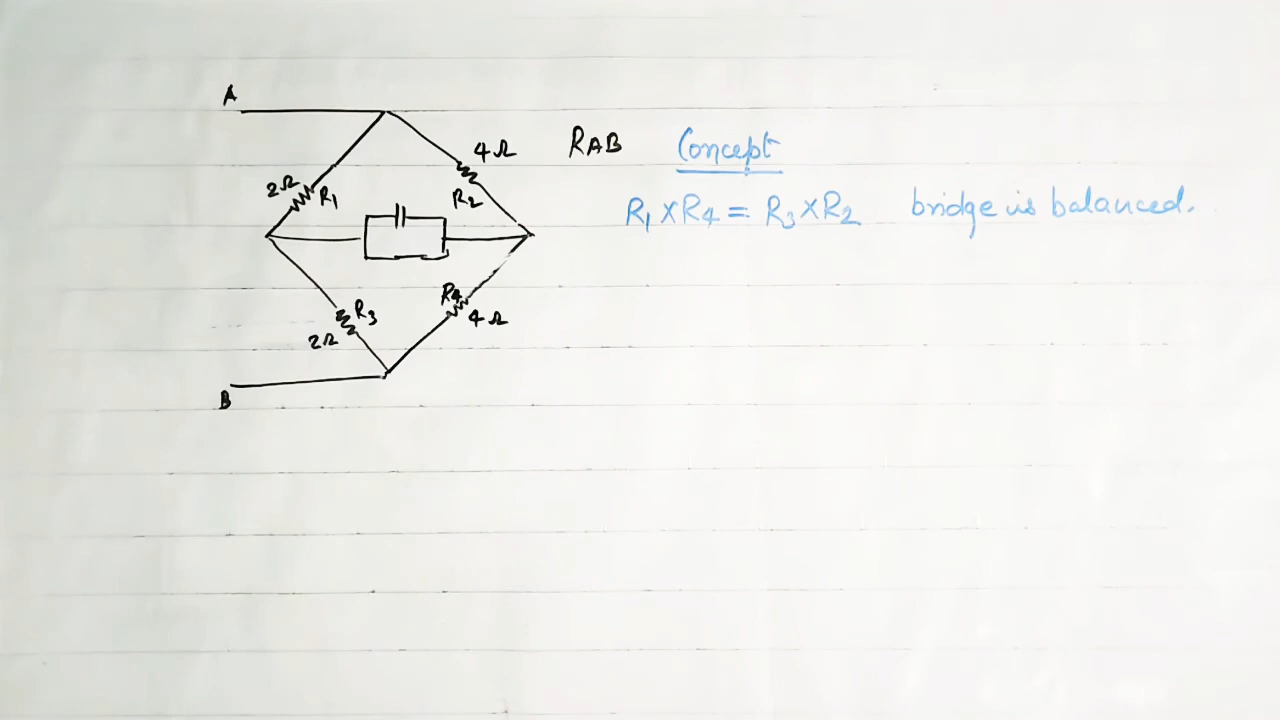 A
4Ω
RAB
Concept
2Ω
R1
R2
R1 × R4 = R3 × R2 bridge is balanced.
R4
R3
4Ω
2Ω
B